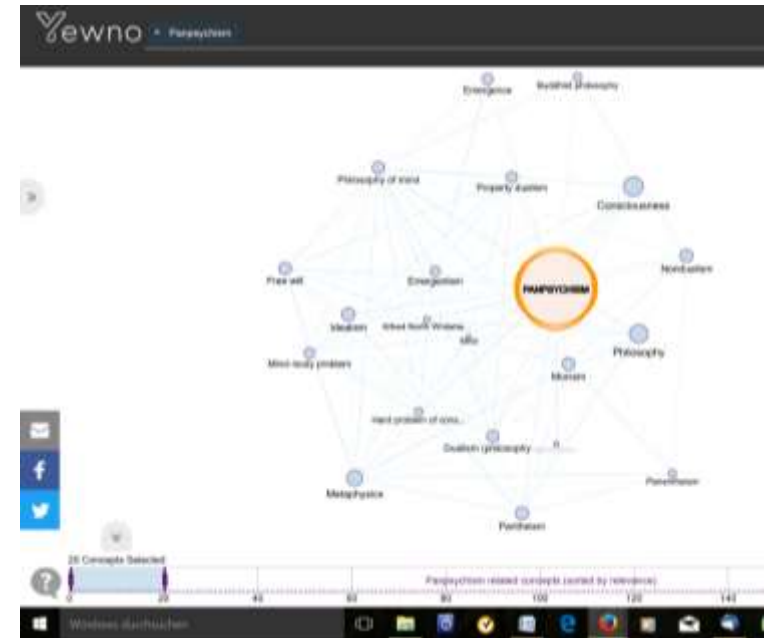 Yewno
Panpsychism
Emergence
Buddhist philosophy
Philosophy of mind
Property dualism
Consciousness
Free will
Emergentism
PANPSYCHISM
Nondualism
Idealism
Alfred North Whitehe...
Mind
Philosophy
Mind–body problem
Monism
Hard problem of cons...
Dualism (philosophy
Metaphysics
Panentheism
Pantheism
Concepts Selected
Panpsychism related concepts (sorted by relevance)
0 20 40 60 80 100 120 140
Windows durchsuchen